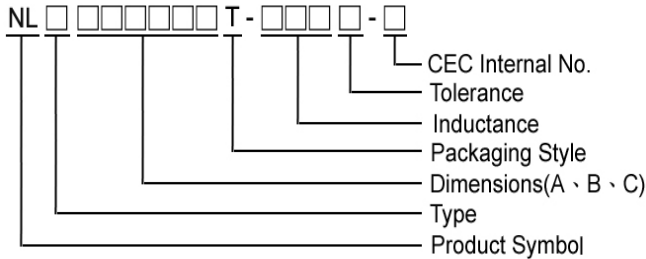 NL□ □□□□□□T-□□□□-□
CEC Internal No.
Tolerance
Inductance
Packaging Style
Dimensions(A、B、C)
Type
Product Symbol